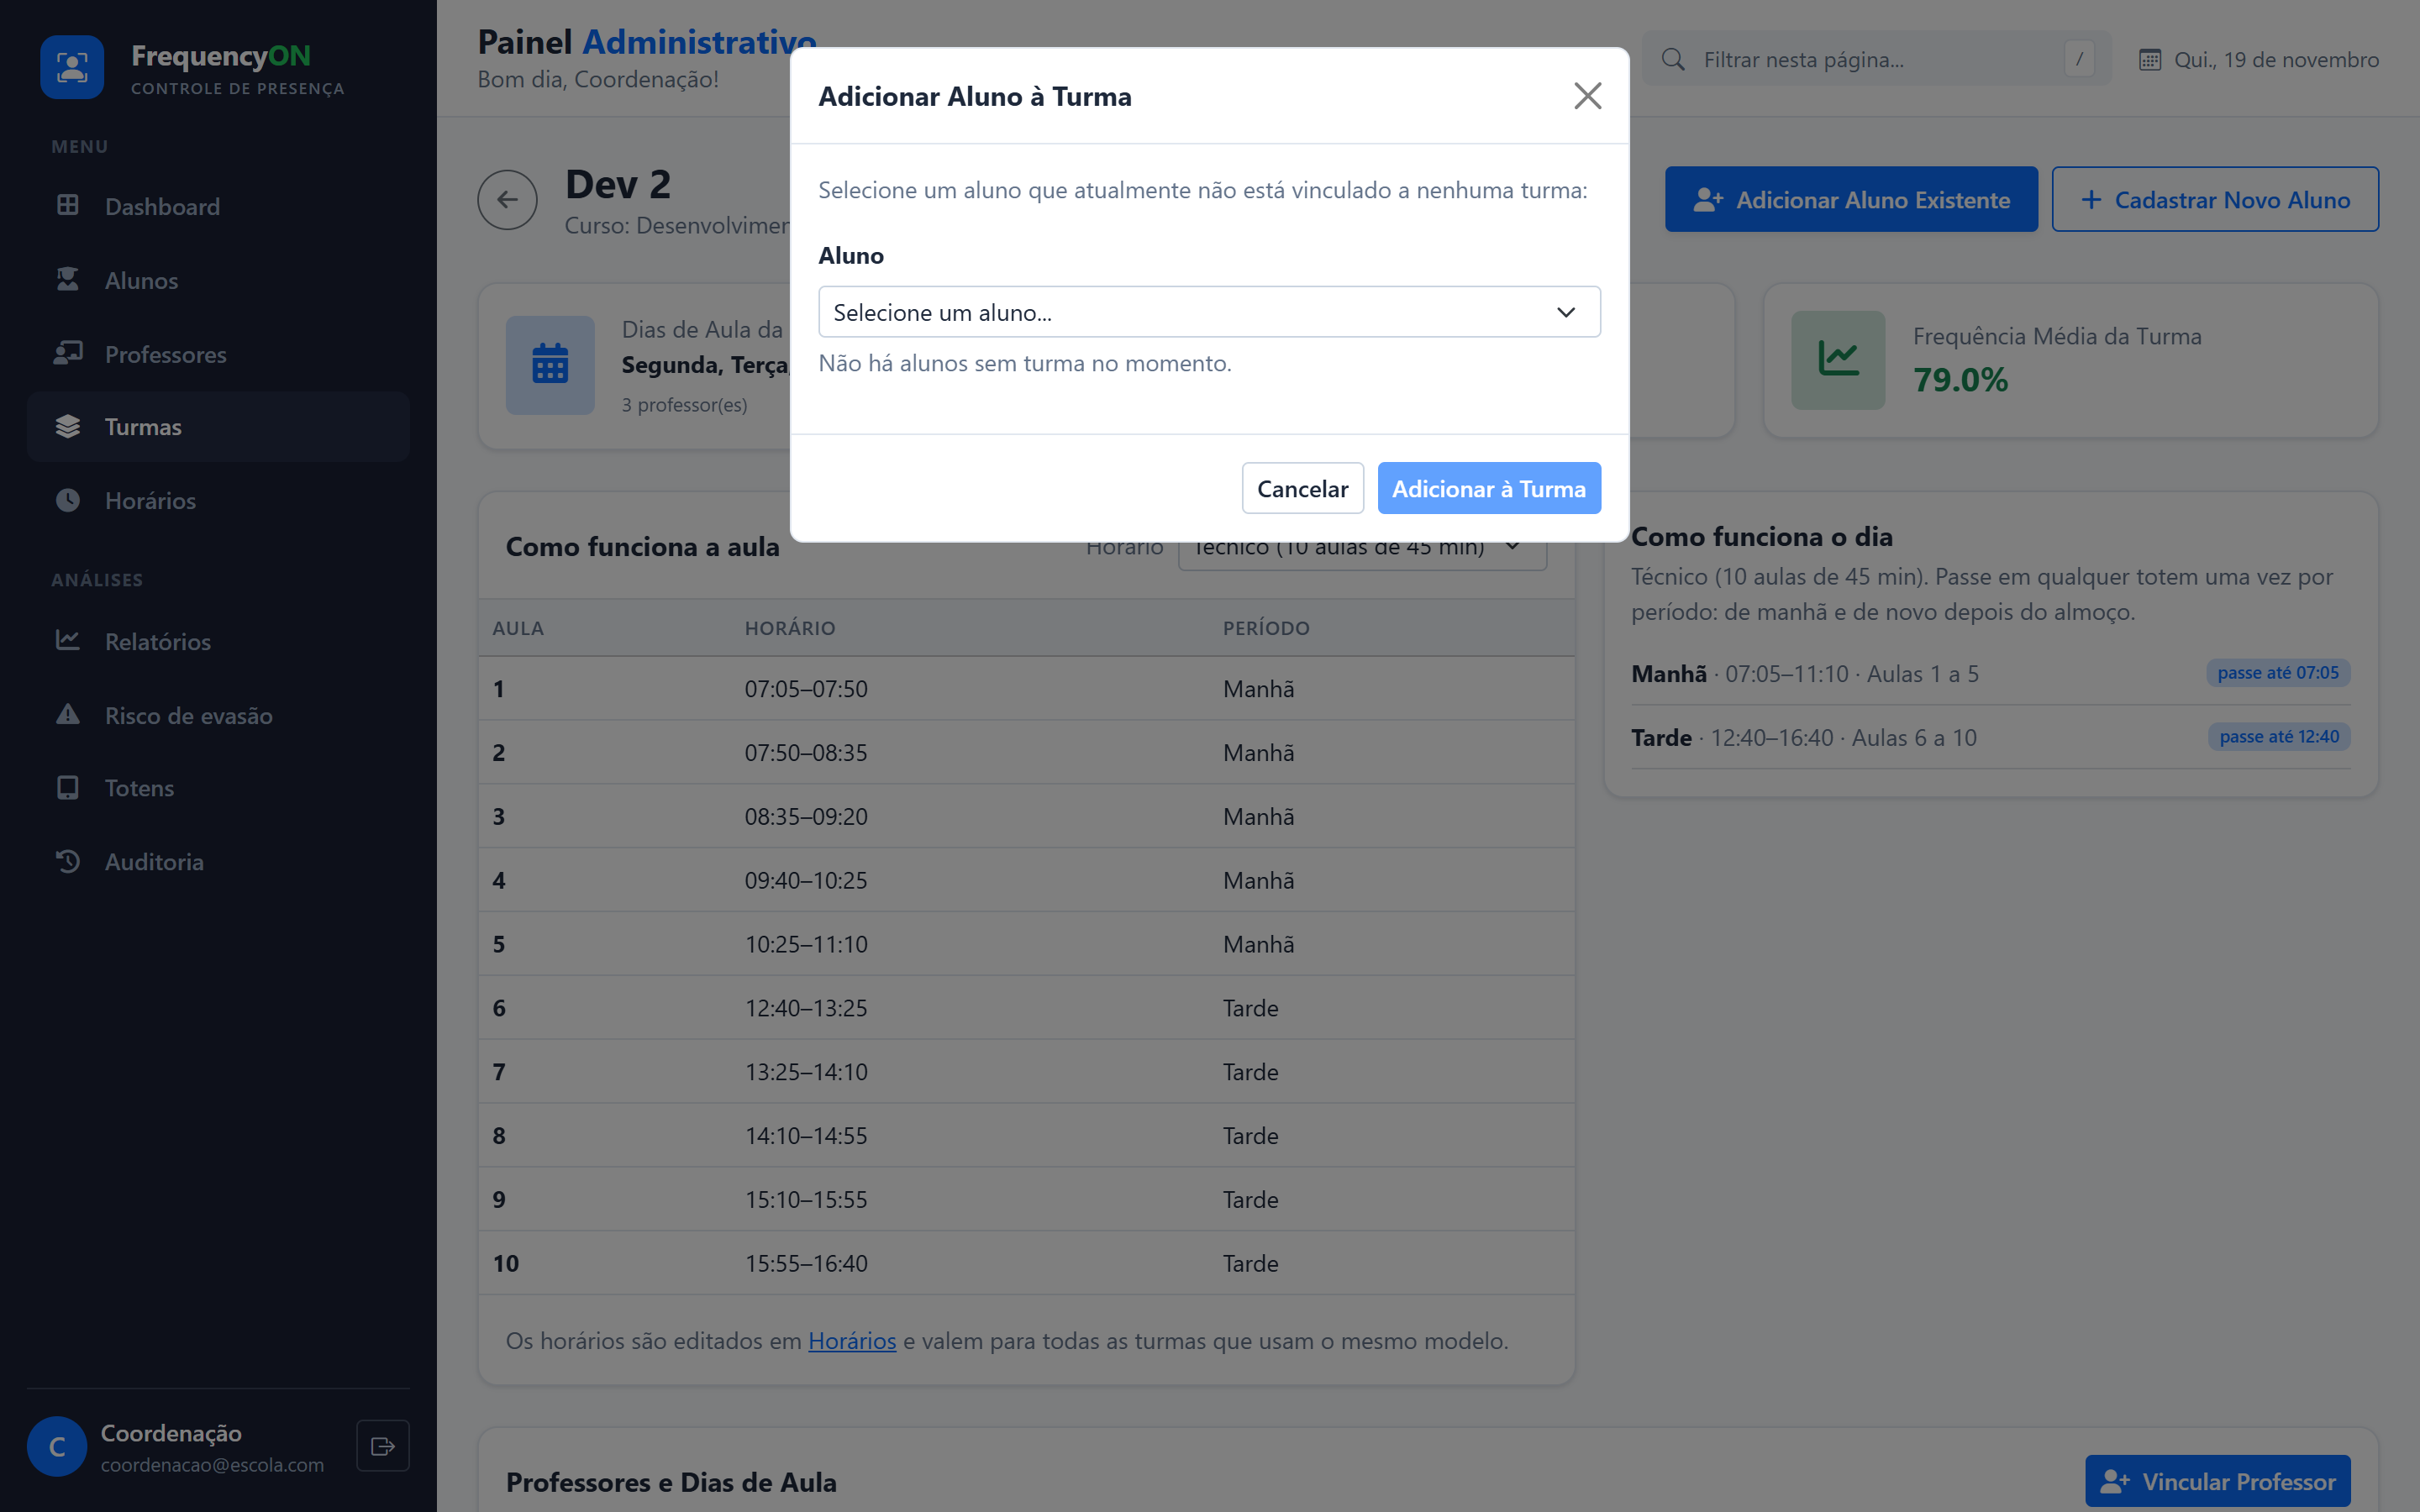 FrequencyON
CONTROLE DE PRESENÇA
MENU
Dashboard
Alunos
Professores
Turmas
Horários
ANÁLISES
Relatórios
Risco de evasão
Totens
Auditoria
C
Coordenação
coordenacao@escola.com
Painel Administrativo
Bom dia, Coordenação!
Filtrar nesta página...
/
Qui., 19 de novembro
Dev 2
Curso:
Adicionar Aluno Existente
Cadastrar Novo Aluno
Adicionar Aluno à Turma
Selecione um aluno que atualmente não está vinculado a nenhuma turma:
Aluno
Selecione um aluno...
Não há alunos sem turma no momento.
Cancelar
Adicionar à Turma
Dias de Aula da
Segunda, Terça,
3 professor(es)
Frequência Média da Turma
79.0%
Como funciona a aula
Horário
Técnico (10 aulas de 45 min)
AULA HORÁRIO PERÍODO
1 07:05–07:50 Manhã
2 07:50–08:35 Manhã
3 08:35–09:20 Manhã
4 09:40–10:25 Manhã
5 10:25–11:10 Manhã
6 12:40–13:25 Tarde
7 13:25–14:10 Tarde
8 14:10–14:55 Tarde
9 15:10–15:55 Tarde
10 15:55–16:40 Tarde
Os horários são editados em Horários e valem para todas as turmas que usam o mesmo modelo.
Como funciona o dia
Técnico (10 aulas de 45 min). Passe em qualquer totem uma vez por
período: de manhã e de novo depois do almoço.
Manhã · 07:05–11:10 · Aulas 1 a 5
passe até 07:05
Tarde · 12:40–16:40 · Aulas 6 a 10
passe até 12:40
Professores e Dias de Aula
Vincular Professor